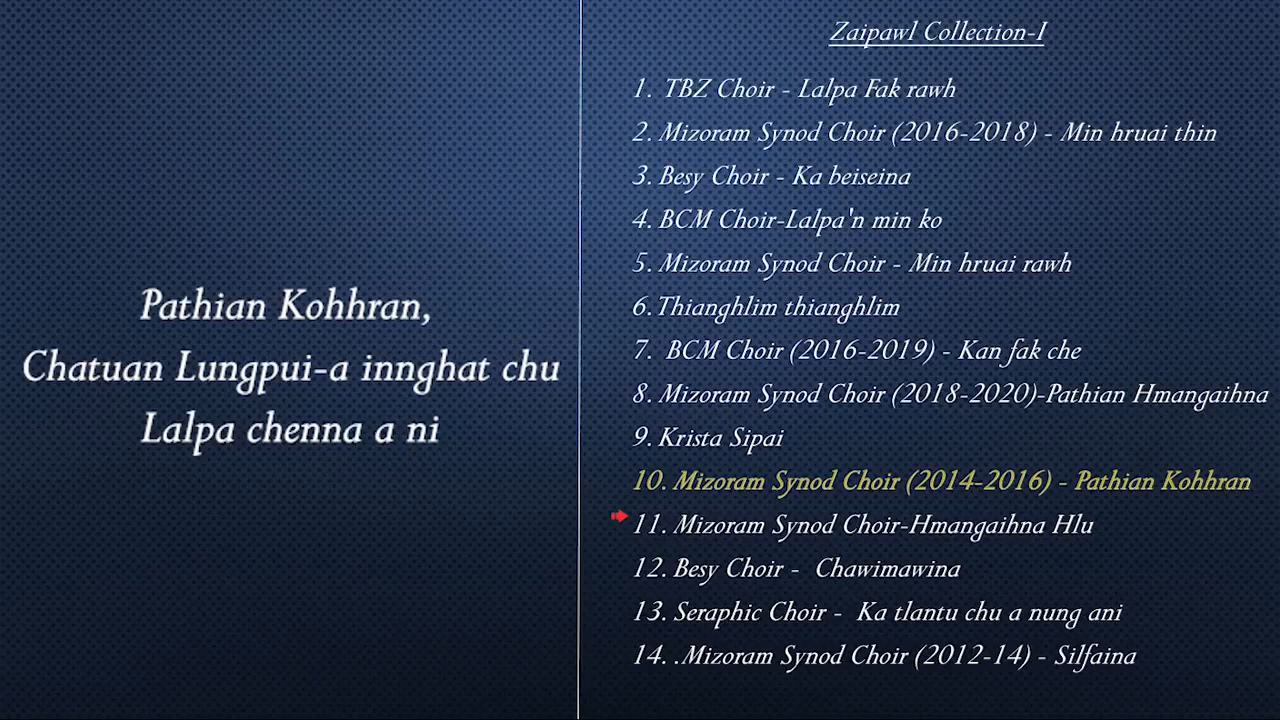 Pathian Kohhran,
Chatuan Lungpui-a innghat chu
Lalpa chenna a ni
Zaipawl Collection-I
1. TBZ Choir - Lalpa Fak rawh
2. Mizoram Synod Choir (2016-2018) - Min hruai thin
3. Besy Choir - Ka beiseina
4. BCM Choir-Lalpa'n min ko
5. Mizoram Synod Choir - Min hruai rawh
6. Thianghlim thianghlim
7. BCM Choir (2016-2019) - Kan fak che
8. Mizoram Synod Choir (2018-2020)-Pathian Hmangaihna
9. Krista Sipai
10. Mizoram Synod Choir (2014-2016) - Pathian Kohhran
11. Mizoram Synod Choir-Hmangaihna Hlu
12. Besy Choir - Chawimawina
13. Seraphic Choir - Ka tlantu chu a nung ani
14. .Mizoram Synod Choir (2012-14) - Silfaina